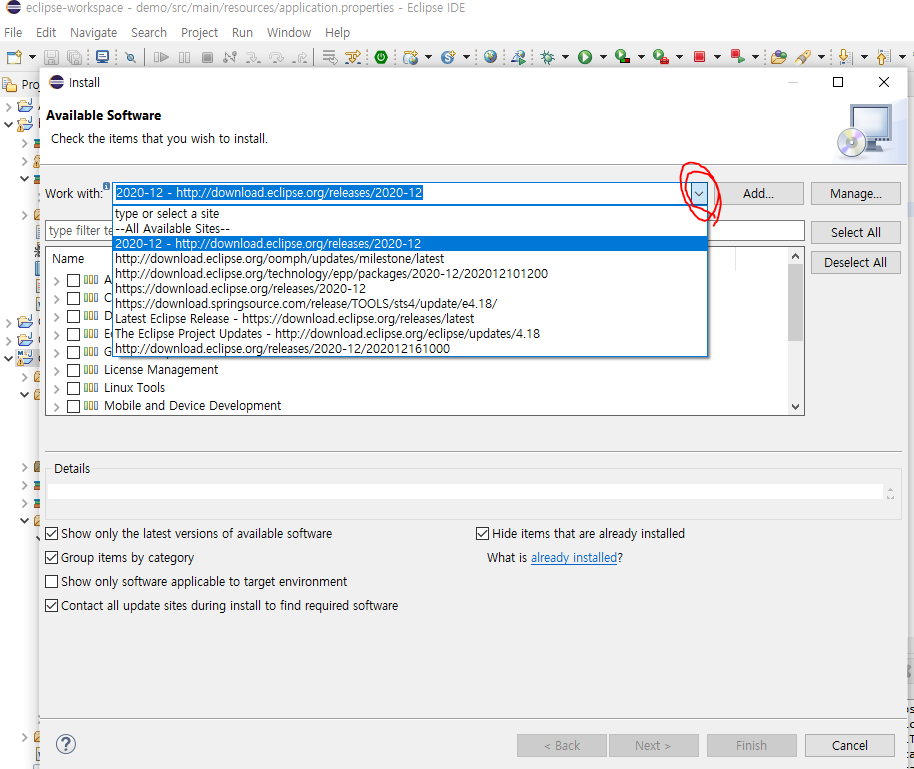 eclipse-workspace - demo/src/main/resources/application.properties - Eclipse IDE
File Edit Navigate Search Project Run Window Help
Install
Available Software
Check the items that you wish to install.
Work with: 2020-12 - http://download.eclipse.org/releases/2020-12 Add... Manage...
type or select a site
--All Available Sites--
2020-12 - http://download.eclipse.org/releases/2020-12
http://download.eclipse.org/oomph/updates/milestone/latest
http://download.eclipse.org/technology/epp/packages/2020-12/202012101200
https://download.eclipse.org/releases/2020-12
https://download.springsource.com/release/TOOLS/sts4/update/e4.18/
Latest Eclipse Release - https://download.eclipse.org/releases/latest
The Eclipse Project Updates - http://download.eclipse.org/eclipse/updates/4.18
http://download.eclipse.org/releases/2020-12/202012161000
type filter
Select All
Deselect All
Name
License Management
Linux Tools
Mobile and Device Development
Details
Show only the latest versions of available software
Hide items that are already installed
Group items by category
What is already installed?
Show only software applicable to target environment
Contact all update sites during install to find required software
? < Back Next > Finish Cancel